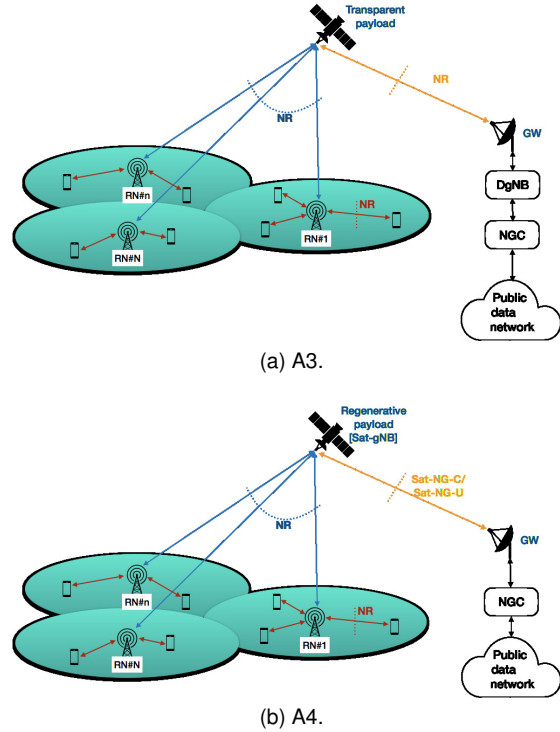 Transparent
payload
NR
NR
GW
RN#n
NR
DgNB
RN#N
RN#1
NGC
Public
data
network
(a) A3.
Regenerative
payload
[Sat-gNB]
Sat-NG-C/
Sat-NG-U
NR
GW
RN#n
NR
NGC
RN#N
RN#1
Public
data
network
(b) A4.